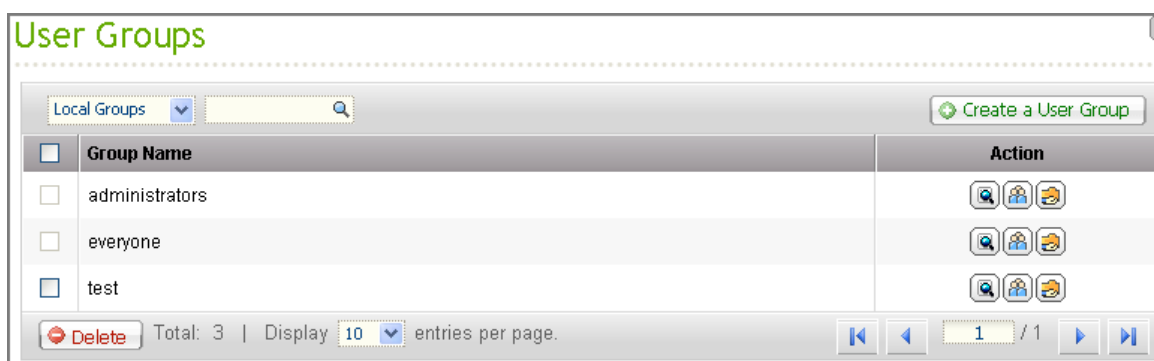 User Groups
Local Groups Create a User Group
Group Name Action
administrators
everyone
test
Delete Total: 3 | Display 10 entries per page. 1 / 1